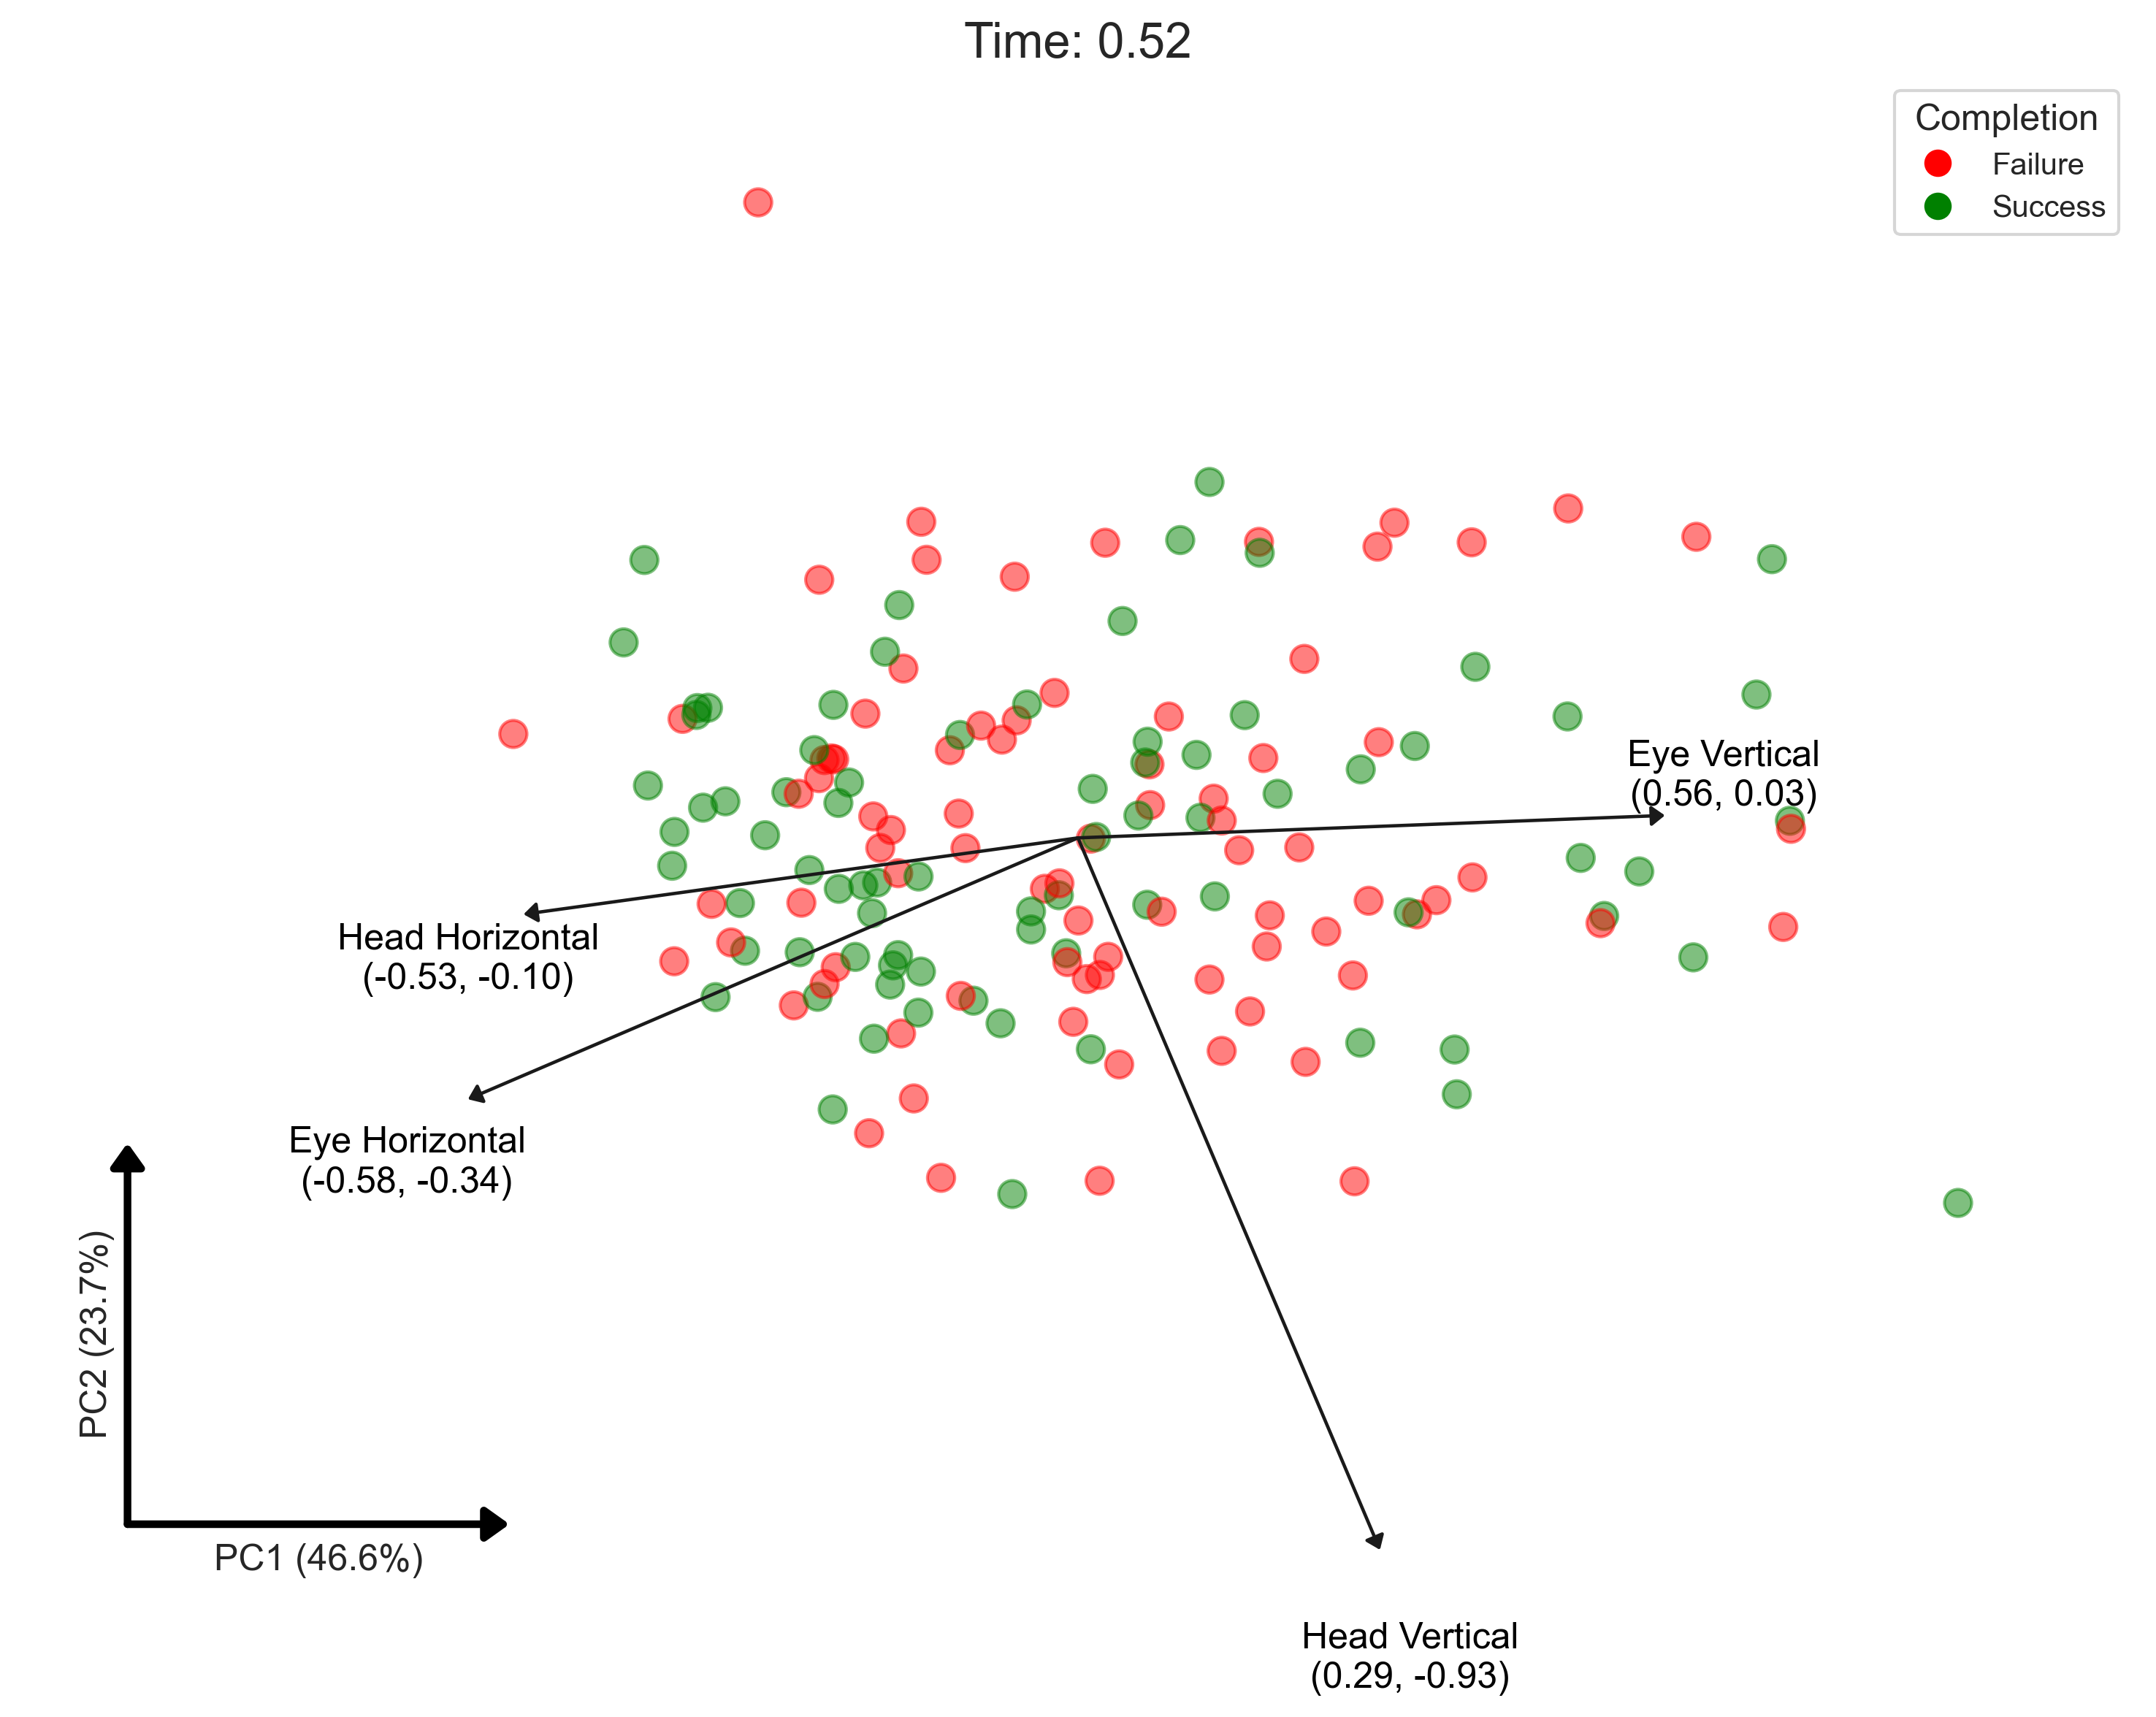 Time: 0.52
Completion
Failure
Success
Eye Vertical
(0.56, 0.03)
Head Horizontal
(-0.53, -0.10)
Eye Horizontal
(-0.58, -0.34)
PC2 (23.7%)
PC1 (46.6%)
Head Vertical
(0.29, -0.93)